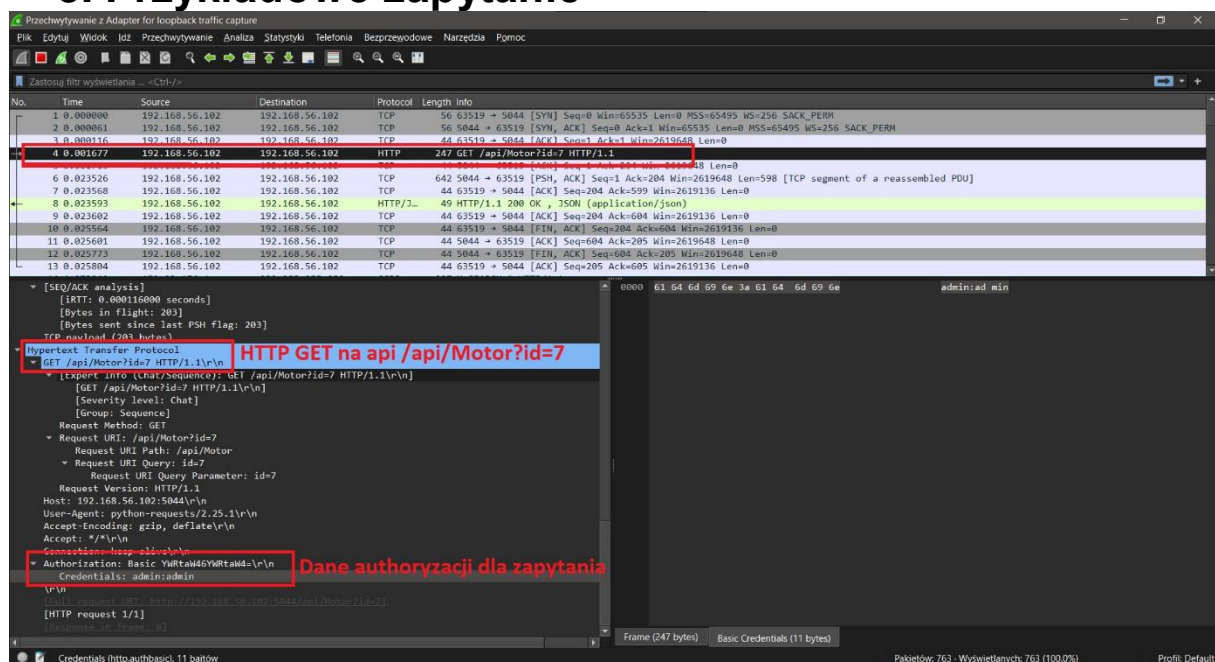 5. Przykładowe zapytanie
Przechwytywanie z Adapter for loopback traffic capture
Plik Edytuj Widok Idź Przechwytywanie Analiza Statystyki Telefonia Bezprzewodowe Narzędzia Pomoc
Zastosuj filtr wyświetlania ... <Ctrl-/>
No. Time Source Destination Protocol Length Info
1 0.000000 192.168.56.102 192.168.56.102 TCP 56 63519 → 5044 [SYN] Seq=0 Win=65535 Len=0 MSS=65495 WS=256 SACK_PERM
2 0.000061 192.168.56.102 192.168.56.102 TCP 56 5044 → 63519 [SYN, ACK] Seq=0 Ack=1 Win=65535 Len=0 MSS=65495 WS=256 SACK_PERM
3 0.000116 192.168.56.102 192.168.56.102 TCP 44 63519 → 5044 [ACK] Seq=1 Ack=1 Win=2619648 Len=0
4 0.001677 192.168.56.102 192.168.56.102 HTTP 247 GET /api/Motor?id=7 HTTP/1.1
6 0.023526 192.168.56.102 192.168.56.102 TCP 642 5044 → 63519 [PSH, ACK] Seq=1 Ack=204 Win=2619648 Len=598 [TCP segment of a reassembled PDU]
7 0.023568 192.168.56.102 192.168.56.102 TCP 44 63519 → 5044 [ACK] Seq=204 Ack=599 Win=2619136 Len=0
8 0.023593 192.168.56.102 192.168.56.102 HTTP/J... 49 HTTP/1.1 200 OK , JSON (application/json)
9 0.023602 192.168.56.102 192.168.56.102 TCP 44 63519 → 5044 [ACK] Seq=204 Ack=604 Win=2619136 Len=0
10 0.025564 192.168.56.102 192.168.56.102 TCP 44 63519 → 5044 [FIN, ACK] Seq=204 Ack=604 Win=2619136 Len=0
11 0.025601 192.168.56.102 192.168.56.102 TCP 44 5044 → 63519 [ACK] Seq=604 Ack=205 Win=2619648 Len=0
12 0.025773 192.168.56.102 192.168.56.102 TCP 44 5044 → 63519 [FIN, ACK] Seq=604 Ack=205 Win=2619648 Len=0
13 0.025804 192.168.56.102 192.168.56.102 TCP 44 63519 → 5044 [ACK] Seq=205 Ack=605 Win=2619136 Len=0
[SEQ/ACK analysis]
[iRTT: 0.000116000 seconds]
[Bytes in flight: 203]
[Bytes sent since last PSH flag: 203]
TCP payload (203 bytes)
Hypertext Transfer Protocol
GET /api/Motor?id=7 HTTP/1.1\r\n
HTTP GET na api /api/Motor?id=7
[Expert Info (Chat/Sequence): GET /api/Motor?id=7 HTTP/1.1\r\n]
[GET /api/Motor?id=7 HTTP/1.1\r\n]
[Severity level: Chat]
[Group: Sequence]
Request Method: GET
Request URI: /api/Motor?id=7
Request URI Path: /api/Motor
Request URI Query: id=7
Request URI Query Parameter: id=7
Request Version: HTTP/1.1
Host: 192.168.56.102:5044\r\n
User-Agent: python-requests/2.25.1\r\n
Accept-Encoding: gzip, deflate\r\n
Accept: */*\r\n
Connection: keep-alive\r\n
Authorization: Basic YWRtaW46YWRtaW4=\r\n
Credentials: admin:admin
Dane authoryzacji dla zapytania
\r\n
[Full request URI: http://192.168.56.102:5044/api/Motor?id=7]
[HTTP request 1/1]
[Response in frame: 8]
0000 61 64 6d 69 6e 3a 61 64 6d 69 6e admin:ad min
Frame (247 bytes) Basic Credentials (11 bytes)
Credentials (http.authbasic), 11 bajtów Pakietów: 763 · Wyświetlanych: 763 (100.0%) Profil: Default